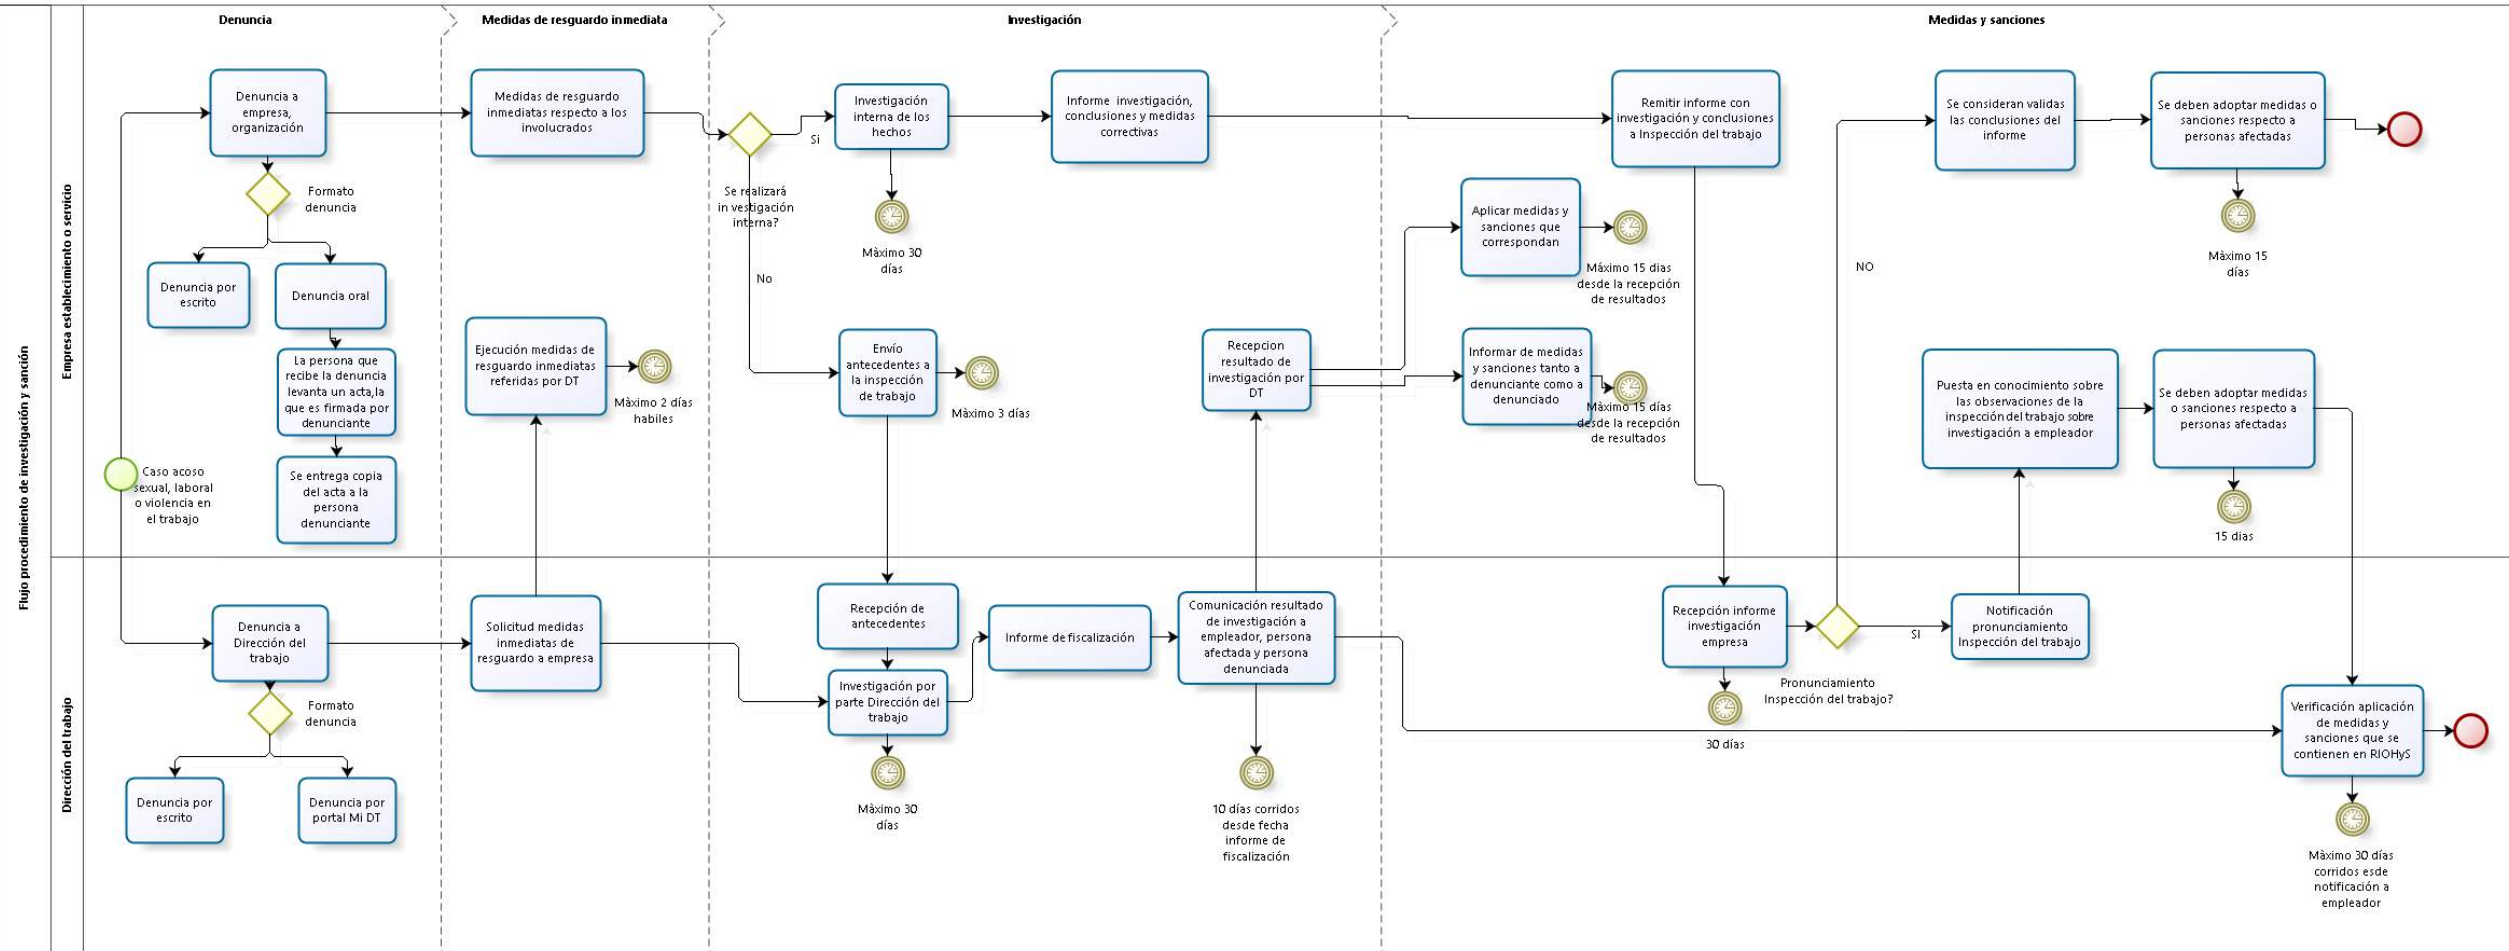 Flujo procedimiento de investigación y sanción
Denuncia
Medidas de resguardo inmediata
Investigación
Medidas y sanciones
Empresa establecimiento o servicio
Denuncia a
empresa,
organización
Formato
denuncia
Denuncia por
escrito
Denuncia oral
La persona que
recibe la denuncia
levanta un acta,la
que es firmada por
denunciante
Se entrega copia
del acta a la
persona
denunciante
Caso acoso
sexual, laboral
o violencia en
el trabajo
Medidas de resguardo
inmediatas respecto a los
involucrados
Ejecución medidas de
resguardo inmediatas
referidas por DT
Màximo 2 días
habiles
Se realizará
in vestigación
interna?
Si
No
Investigación
interna de los
hechos
Màximo 30
días
Informe  investigación,
conclusiones y medidas
correctivas
Envío
antecedentes a
la inspección
de trabajo
Màximo 3 días
Recepcion
resultado de
investigación por
DT
Aplicar medidas y
sanciones que
correspondan
Máximo 15 dias
desde la recepción
de resultados
Informar de medidas
y sanciones tanto a
denunciante como a
denunciado
Màximo 15 días
desde la recepción
de resultados
Remitir informe con
investigación y conclusiones
a Inspección del trabajo
NO
Se consideran validas
las conclusiones del
informe
Se deben adoptar medidas o
sanciones respecto a
personas afectadas
Màximo 15
días
Puesta en conocimiento sobre
las observaciones de la
inspección del trabajo sobre
investigación a empleador
Se deben adoptar medidas
o sanciones respecto a
personas afectadas
15 dias
Dirección del trabajo
Denuncia a
Dirección del
trabajo
Formato
denuncia
Denuncia por
escrito
Denuncia por
portal Mi DT
Solicitud medidas
inmediatas de
resguardo a empresa
Recepción de
antecedentes
Investigación por
parte Dirección del
trabajo
Màximo 30
días
Informe de fiscalización
Comunicación resultado
de investigación a
empleador, persona
afectada y persona
denunciada
10 días corridos
desde fecha
informe de
fiscalización
Recepción informe
investigación
empresa
30 días
Pronunciamiento
Inspección del trabajo?
SI
Notificación
pronunciamiento
Inspección del trabajo
Verificación aplicación
de medidas y
sanciones que se
contienen en RIOHyS
Màximo 30 días
corridos esde
notificación a
empleador